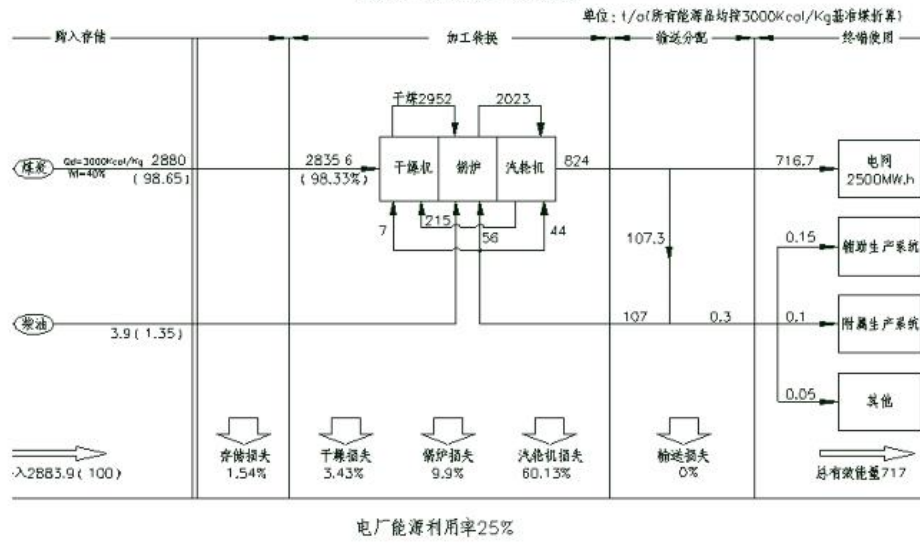 单位: t/a(所有能源品均按3000Kcal/Kg基准煤折算)
购入存储 加工转换 输送分配 终端使用
干煤2952 2023
煤炭 Qd=3000Kcal/Kg 2880 2835 6 干燥机 锅炉 汽轮机 824 716.7 电网
M=40% (98.65) (98.33%) 2500MW.h
7 215 56 44
107.3 0.15 辅助生产系统
柴油 3.9(1.35) 107 0.3 0.1 附属生产系统
0.05 其他
存储损失 干燥损失 锅炉损失 汽轮机损失 输送损失
入2883.9(100) 1.54% 3.43% 9.9% 60.13% 0% 总有效能量717
电厂能源利用率25%